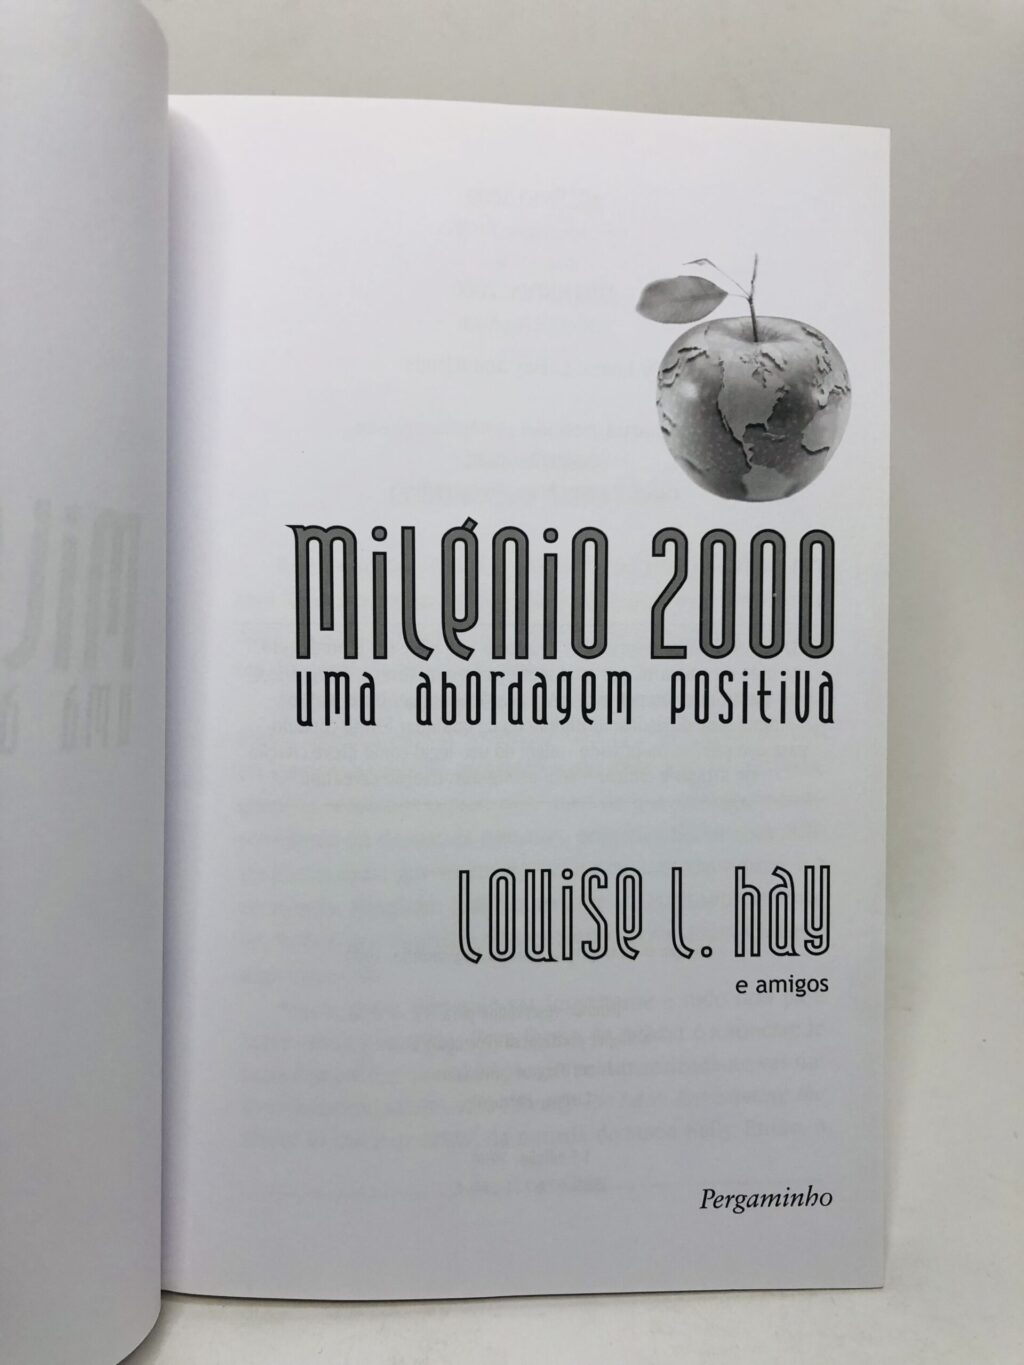 Milénio 2000
uma abordagem positiva
Louise L. Hay
e amigos
Pergaminho